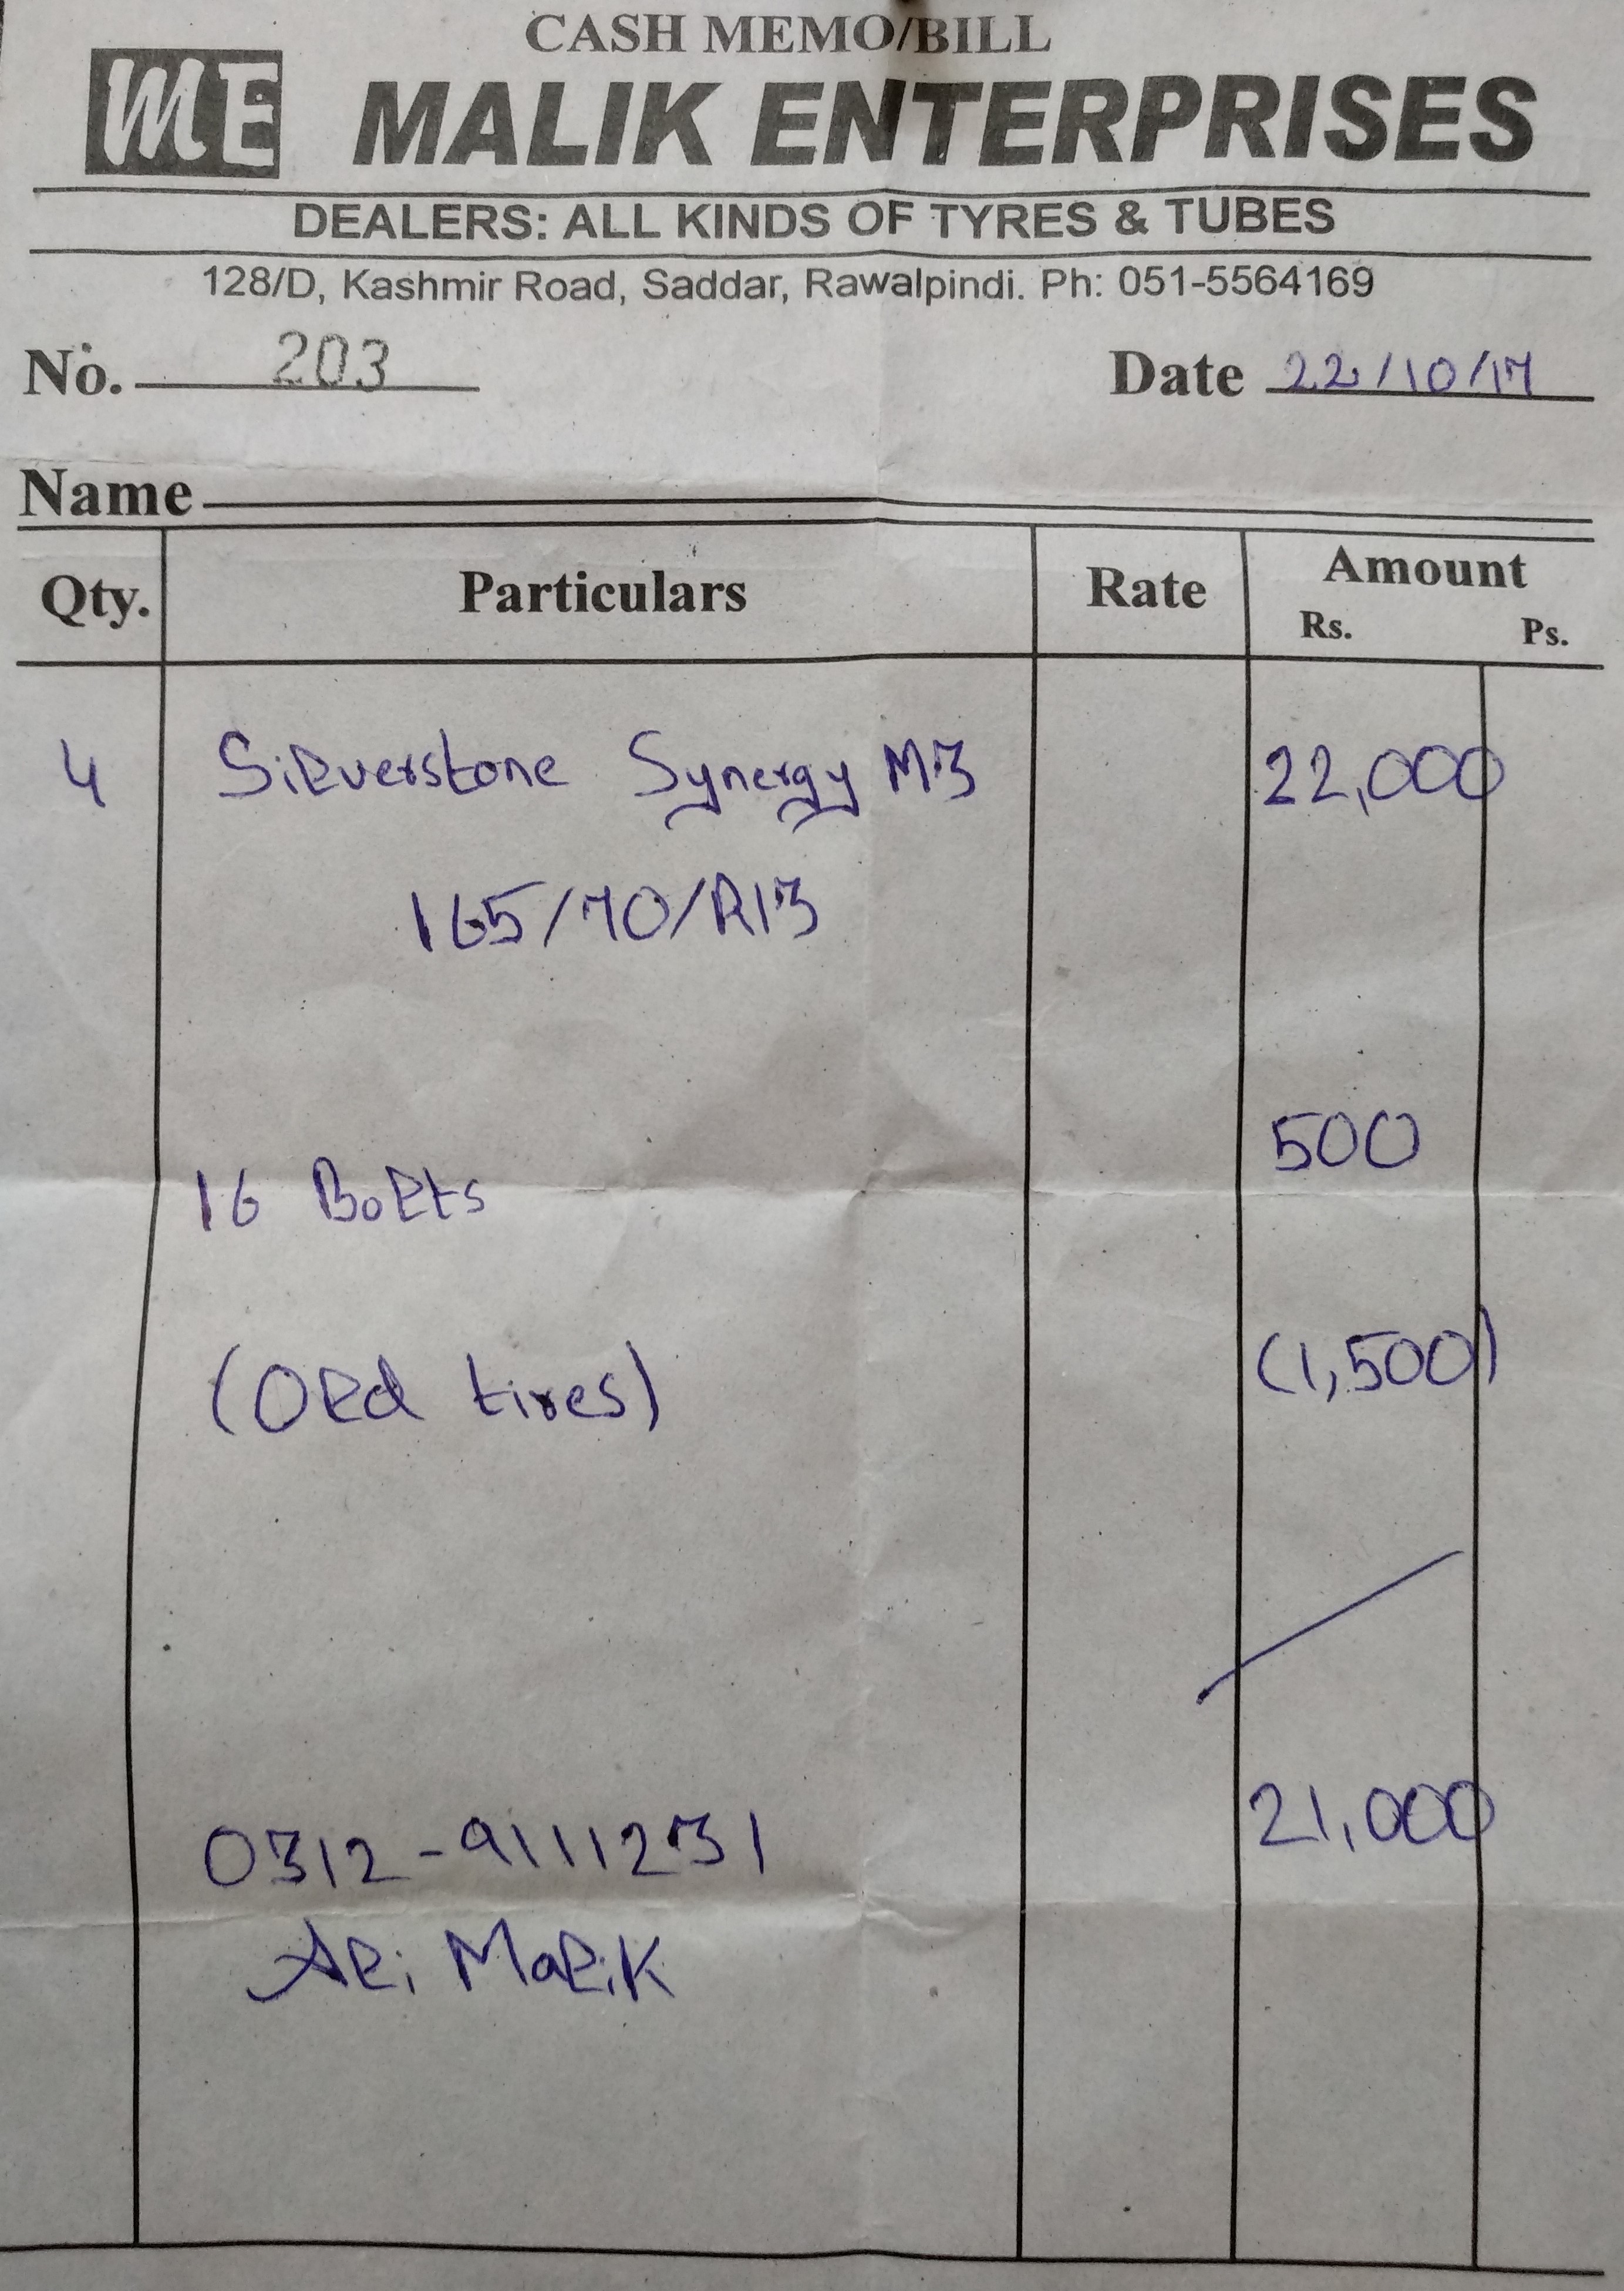 CASH MEMO/BILL
ME MALIK ENTERPRISES
DEALERS: ALL KINDS OF TYRES & TUBES
128/D, Kashmir Road, Saddar, Rawalpindi. Ph: 051-5564169
No. 203 Date 22/10/17
Name
Qty. Particulars Rate Amount
Rs. Ps.
4 Silverstone Synergy M3 22,000
165/70/R13
16 Bolts 500
(Old tires) (1,500)
21,000
0312-9111231
Ali Malik